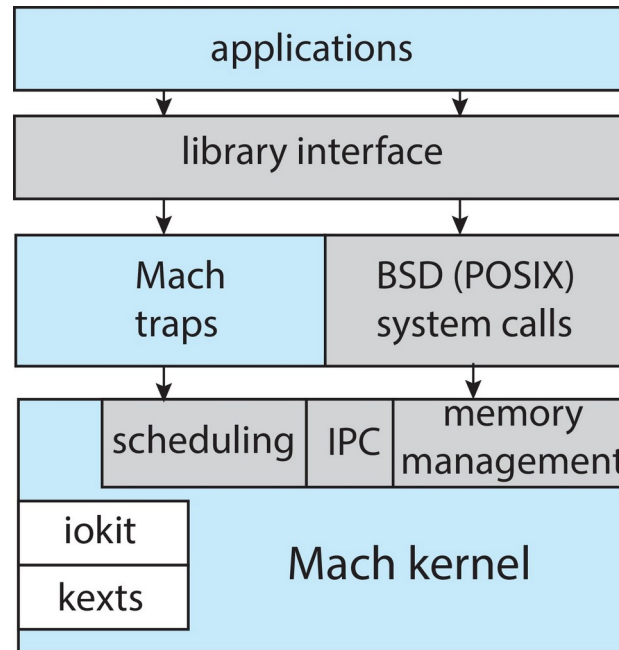 applications
library interface
Mach
traps
BSD (POSIX)
system calls
scheduling
IPC
memory
management
iokit
kexts
Mach kernel